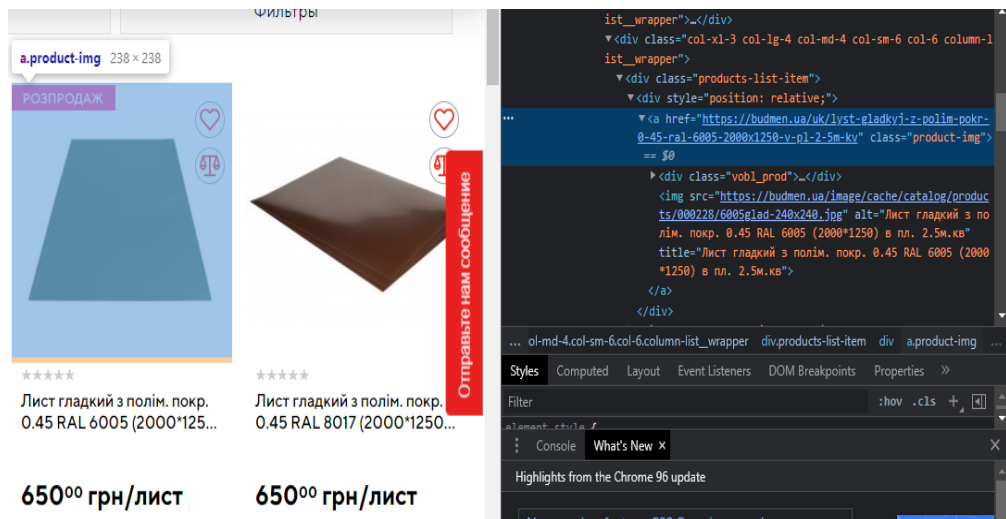 Фильтры
a.product-img 238 × 238
РОЗПРОДАЖ
Отправьте нам сообщение
Лист гладкий з полім. покр.
0.45 RAL 6005 (2000*125...
Лист гладкий з полім. покр.
0.45 RAL 8017 (2000*1250...
650⁰⁰ грн/лист
650⁰⁰ грн/лист
ist__wrapper">…</div>
▼<div class="col-xl-3 col-lg-4 col-md-4 col-sm-6 col-6 column-l
ist__wrapper">
▼<div class="products-list-item">
▼<div style="position: relative;">
… ▼<a href="https://budmen.ua/uk/lyst-gladkyj-z-polim-pokr-
0-45-ral-6005-2000x1250-v-pl-2-5m-kv" class="product-img">
== $0
▶<div class="vobl_prod">…</div>
<img src="https://budmen.ua/image/cache/catalog/produc
ts/000228/6005glad-240x240.jpg" alt="Лист гладкий з по
лім. покр. 0.45 RAL 6005 (2000*1250) в пл. 2.5м.кв"
title="Лист гладкий з полім. покр. 0.45 RAL 6005 (2000
*1250) в пл. 2.5м.кв">
</a>
</div>
... ol-md-4.col-sm-6.col-6.column-list__wrapper div.products-list-item div a.product-img ...
Styles Computed Layout Event Listeners DOM Breakpoints Properties »
Filter :hov .cls +
element.style {
⋮ Console What's New × ×
Highlights from the Chrome 96 update